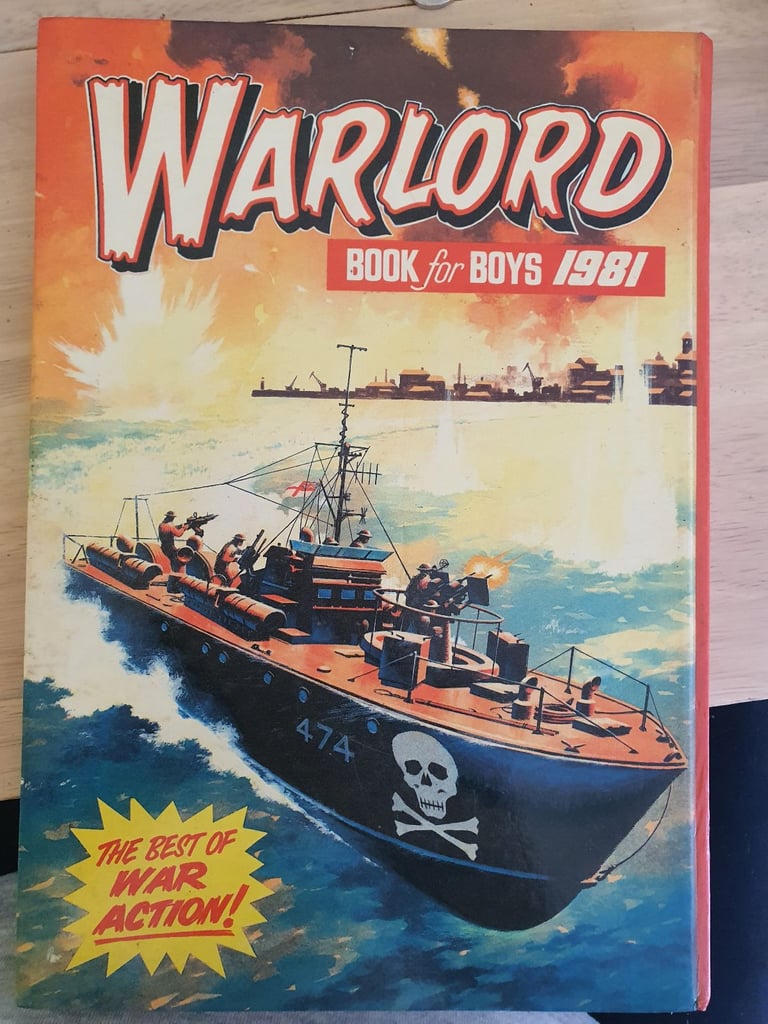 WARLORD
BOOK for BOYS 1981
474
THE BEST OF
WAR
ACTION!